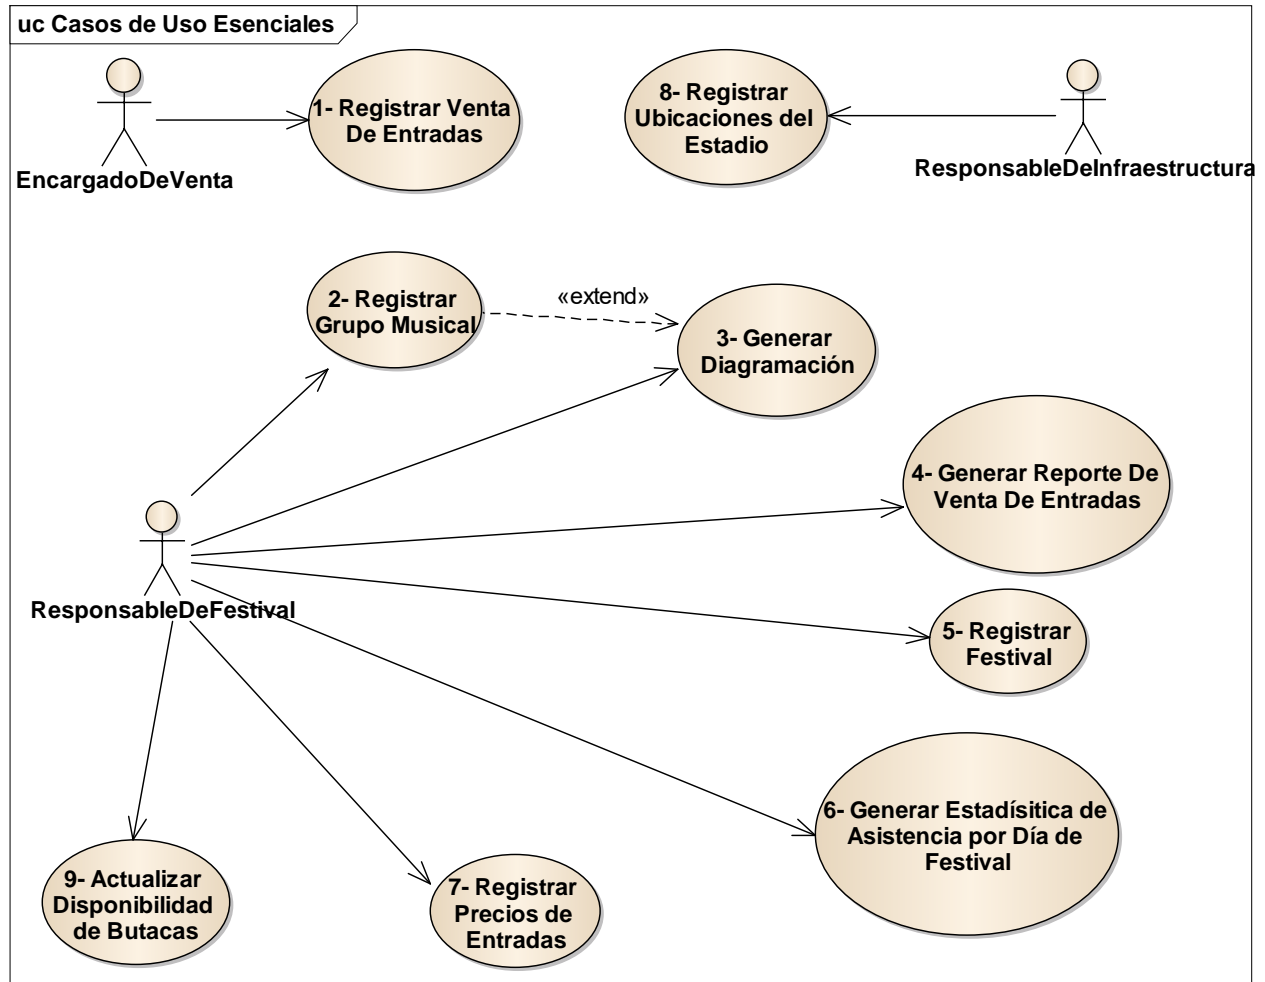 uc Casos de Uso Esenciales
1- Registrar Venta
De Entradas
EncargadoDeVenta
8- Registrar
Ubicaciones del
Estadio
ResponsableDeInfraestructura
2- Registrar
Grupo Musical
«extend»
3- Generar
Diagramación
4- Generar Reporte De
Venta De Entradas
ResponsableDeFestival
5- Registrar
Festival
6- Generar Estadísitica de
Asistencia por Día de
Festival
9- Actualizar
Disponibilidad
de Butacas
7- Registrar
Precios de
Entradas